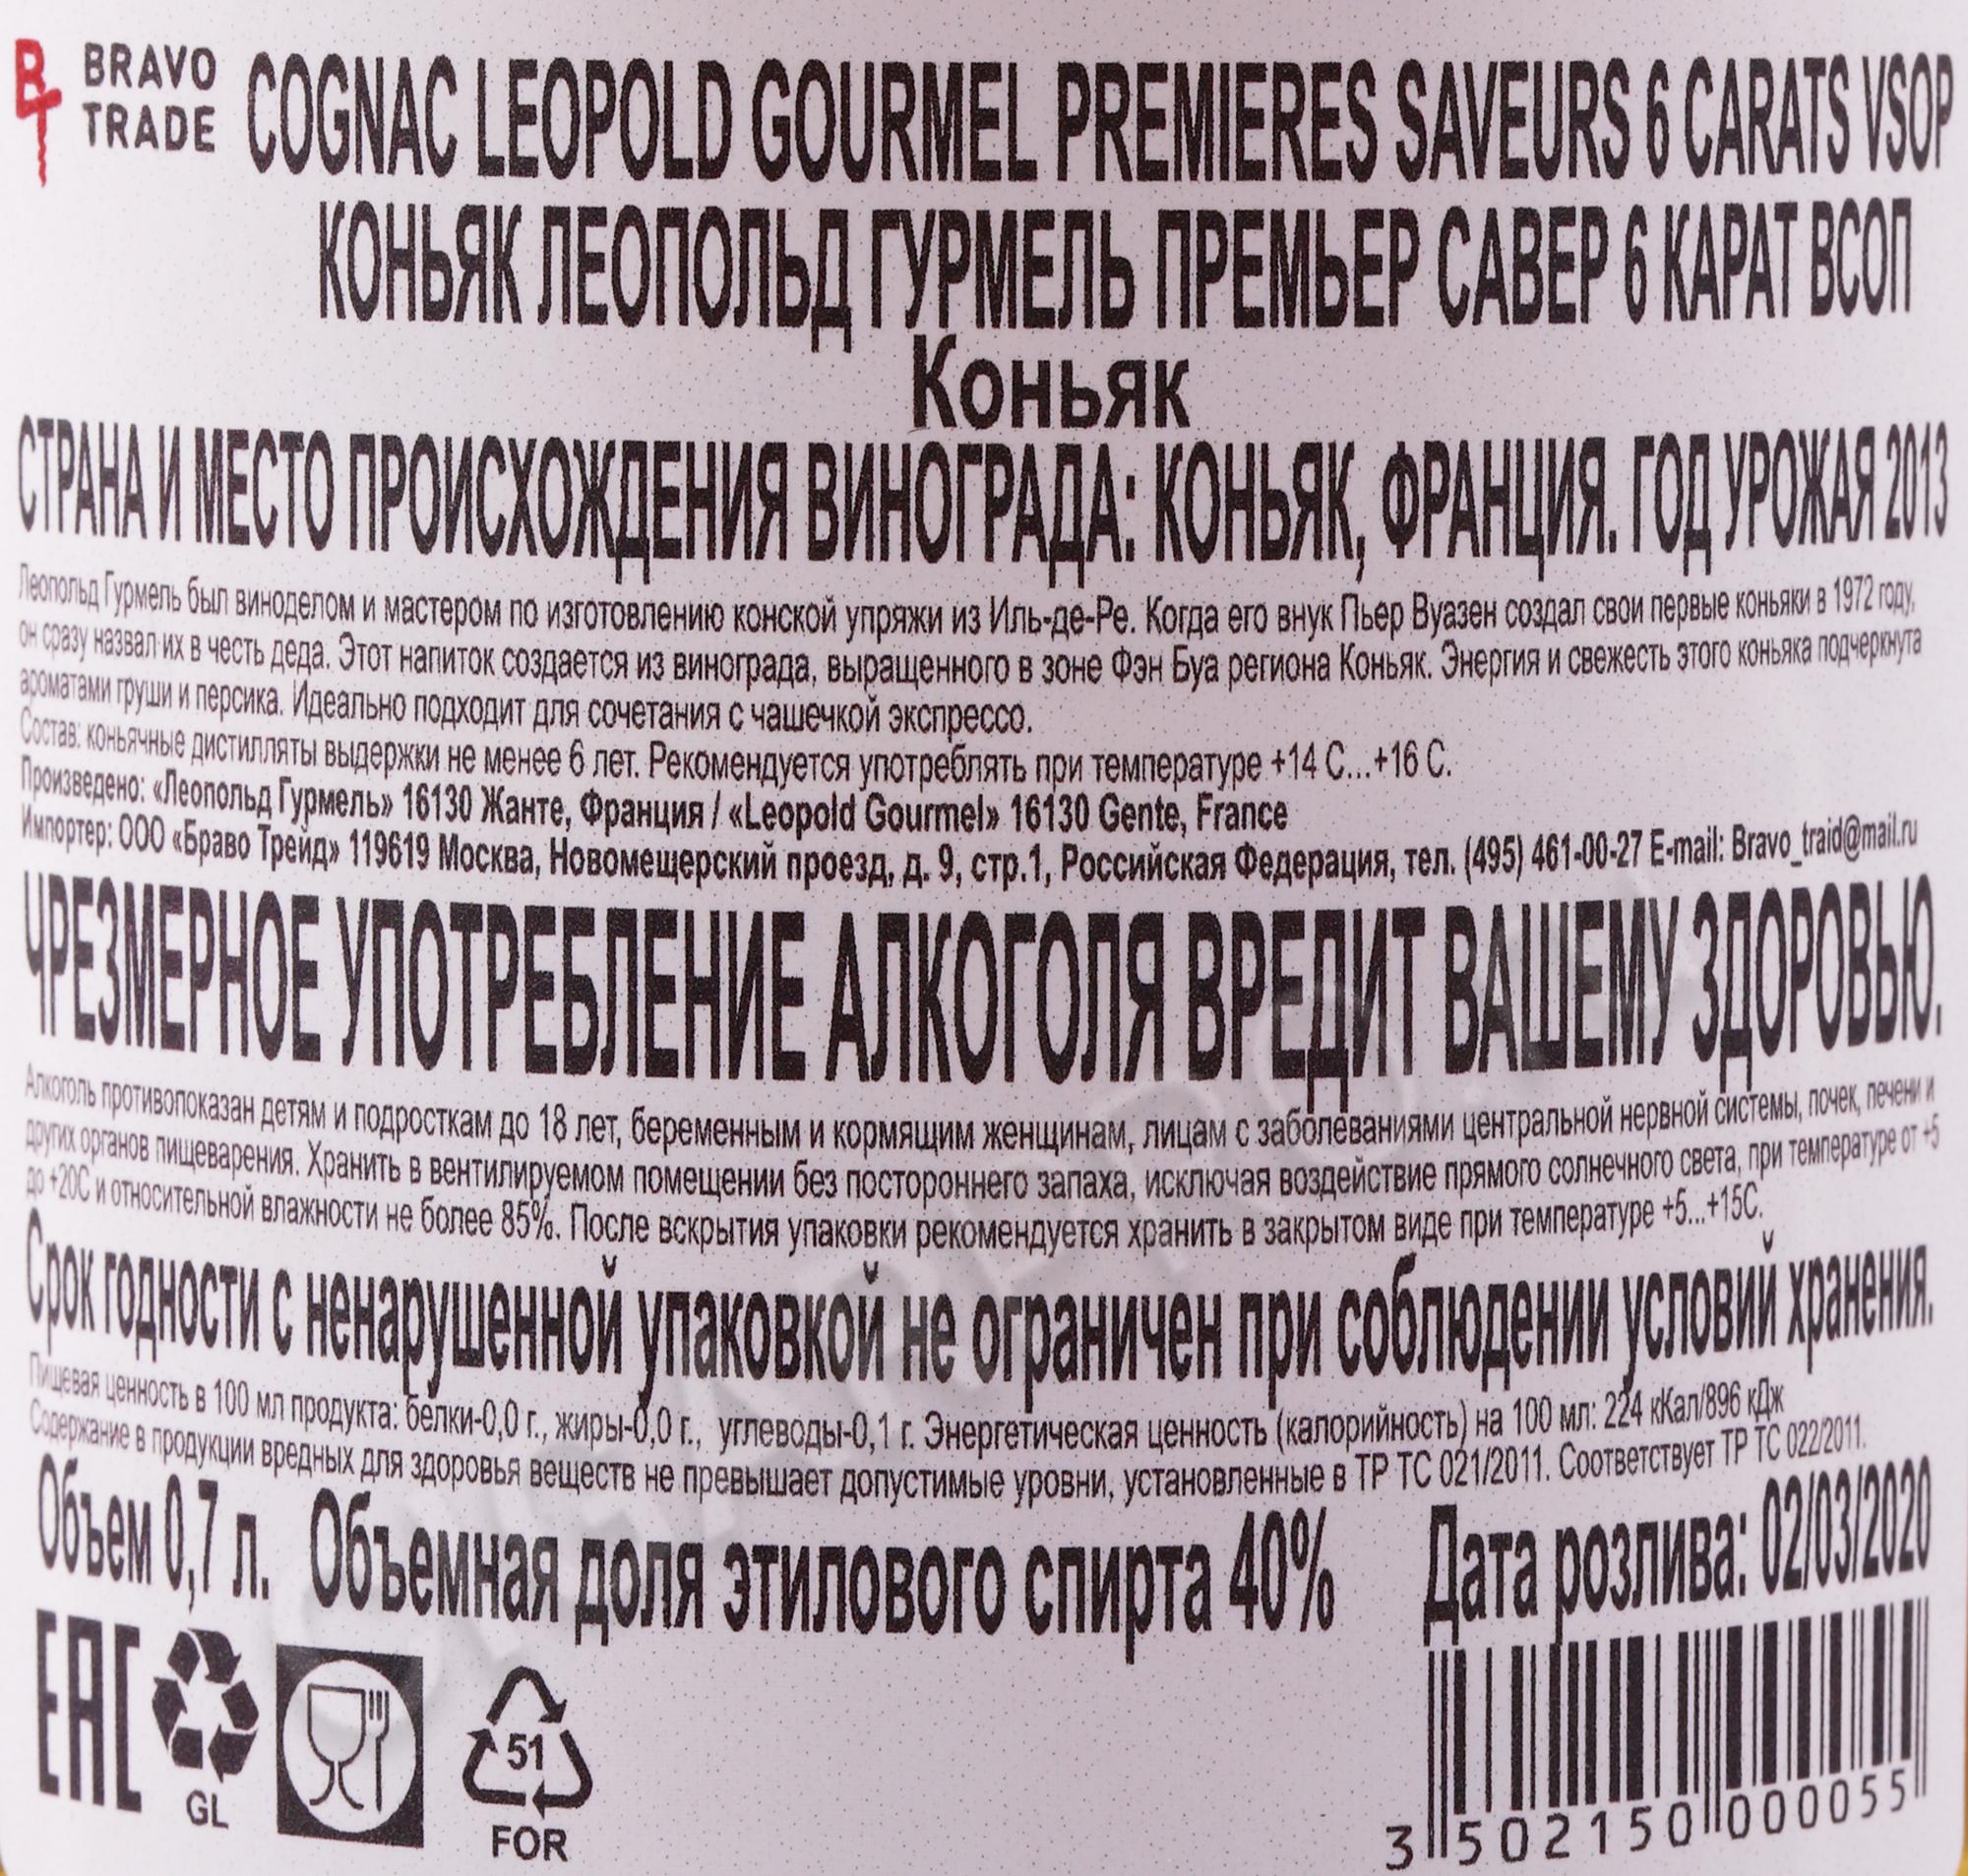 BRAVO
TRADE
COGNAC LEOPOLD GOURMEL PREMIERES SAVEURS 6 CARATS VSOP
КОНЬЯК ЛЕОПОЛЬД ГУРМЕЛЬ ПРЕМЬЕР САВЕР 6 КАРАТ ВСОП
Коньяк
СТРАНА И МЕСТО ПРОИСХОЖДЕНИЯ ВИНОГРАДА: КОНЬЯК, ФРАНЦИЯ. ГОД УРОЖАЯ 2013
Леопольд Гурмель был виноделом и мастером по изготовлению конской упряжи из Иль-де-Ре. Когда его внук Пьер Вуазен создал свои первые коньяки в 1972 году,
он сразу назвал их в честь деда. Этот напиток создается из винограда, выращенного в зоне Фэн Буа региона Коньяк. Энергия и свежесть этого коньяка подчеркнута
ароматами груши и персика. Идеально подходит для сочетания с чашечкой экспрессо.
Состав: коньячные дистилляты выдержки не менее 6 лет. Рекомендуется употреблять при температуре +14 С...+16 С.
Произведено: «Леопольд Гурмель» 16130 Жанте, Франция / «Leopold Gourmel» 16130 Gente, France
Импортер: ООО «Браво Трейд» 119619 Москва, Новомещерский проезд, д. 9, стр.1, Российская Федерация, тел. (495) 461-00-27 E-mail: Bravo_traid@mail.ru
ЧРЕЗМЕРНОЕ УПОТРЕБЛЕНИЕ АЛКОГОЛЯ ВРЕДИТ ВАШЕМУ ЗДОРОВЬЮ.
Алкоголь противопоказан детям и подросткам до 18 лет, беременным и кормящим женщинам, лицам с заболеваниями центральной нервной системы, почек, печени и
других органов пищеварения. Хранить в вентилируемом помещении без постороннего запаха, исключая воздействие прямого солнечного света, при температуре от +5
до +20С и относительной влажности не более 85%. После вскрытия упаковки рекомендуется хранить в закрытом виде при температуре +5...+15С.
Срок годности с ненарушенной упаковкой не ограничен при соблюдении условий хранения.
Пищевая ценность в 100 мл продукта: белки-0,0 г., жиры-0,0 г., углеводы-0,1 г. Энергетическая ценность (калорийность) на 100 мл: 224 кКал/896 кДж
Содержание в продукции вредных для здоровья веществ не превышает допустимые уровни, установленные в ТР ТС 021/2011. Соответствует ТР ТС 022/2011.
Объем 0,7 л. Объемная доля этилового спирта 40% Дата розлива: 02/03/2020
EAC
GL
51
FOR
3 502150 000055